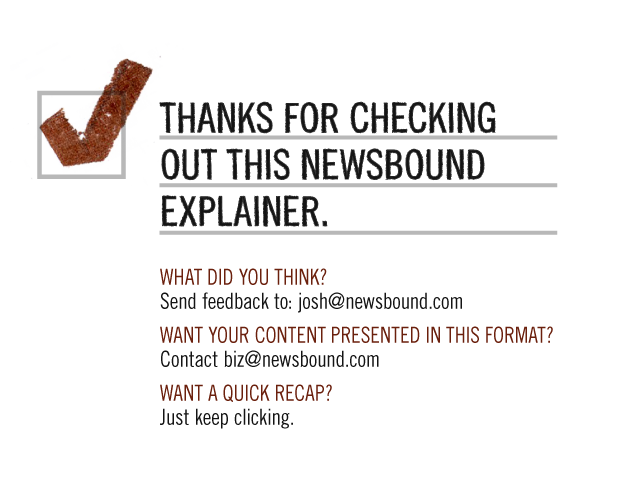 THANKS FOR CHECKING
OUT THIS NEWSBOUND
EXPLAINER.
WHAT DID YOU THINK?
Send feedback to: josh@newsbound.com
WANT YOUR CONTENT PRESENTED IN THIS FORMAT?
Contact biz@newsbound.com
WANT A QUICK RECAP?
Just keep clicking.